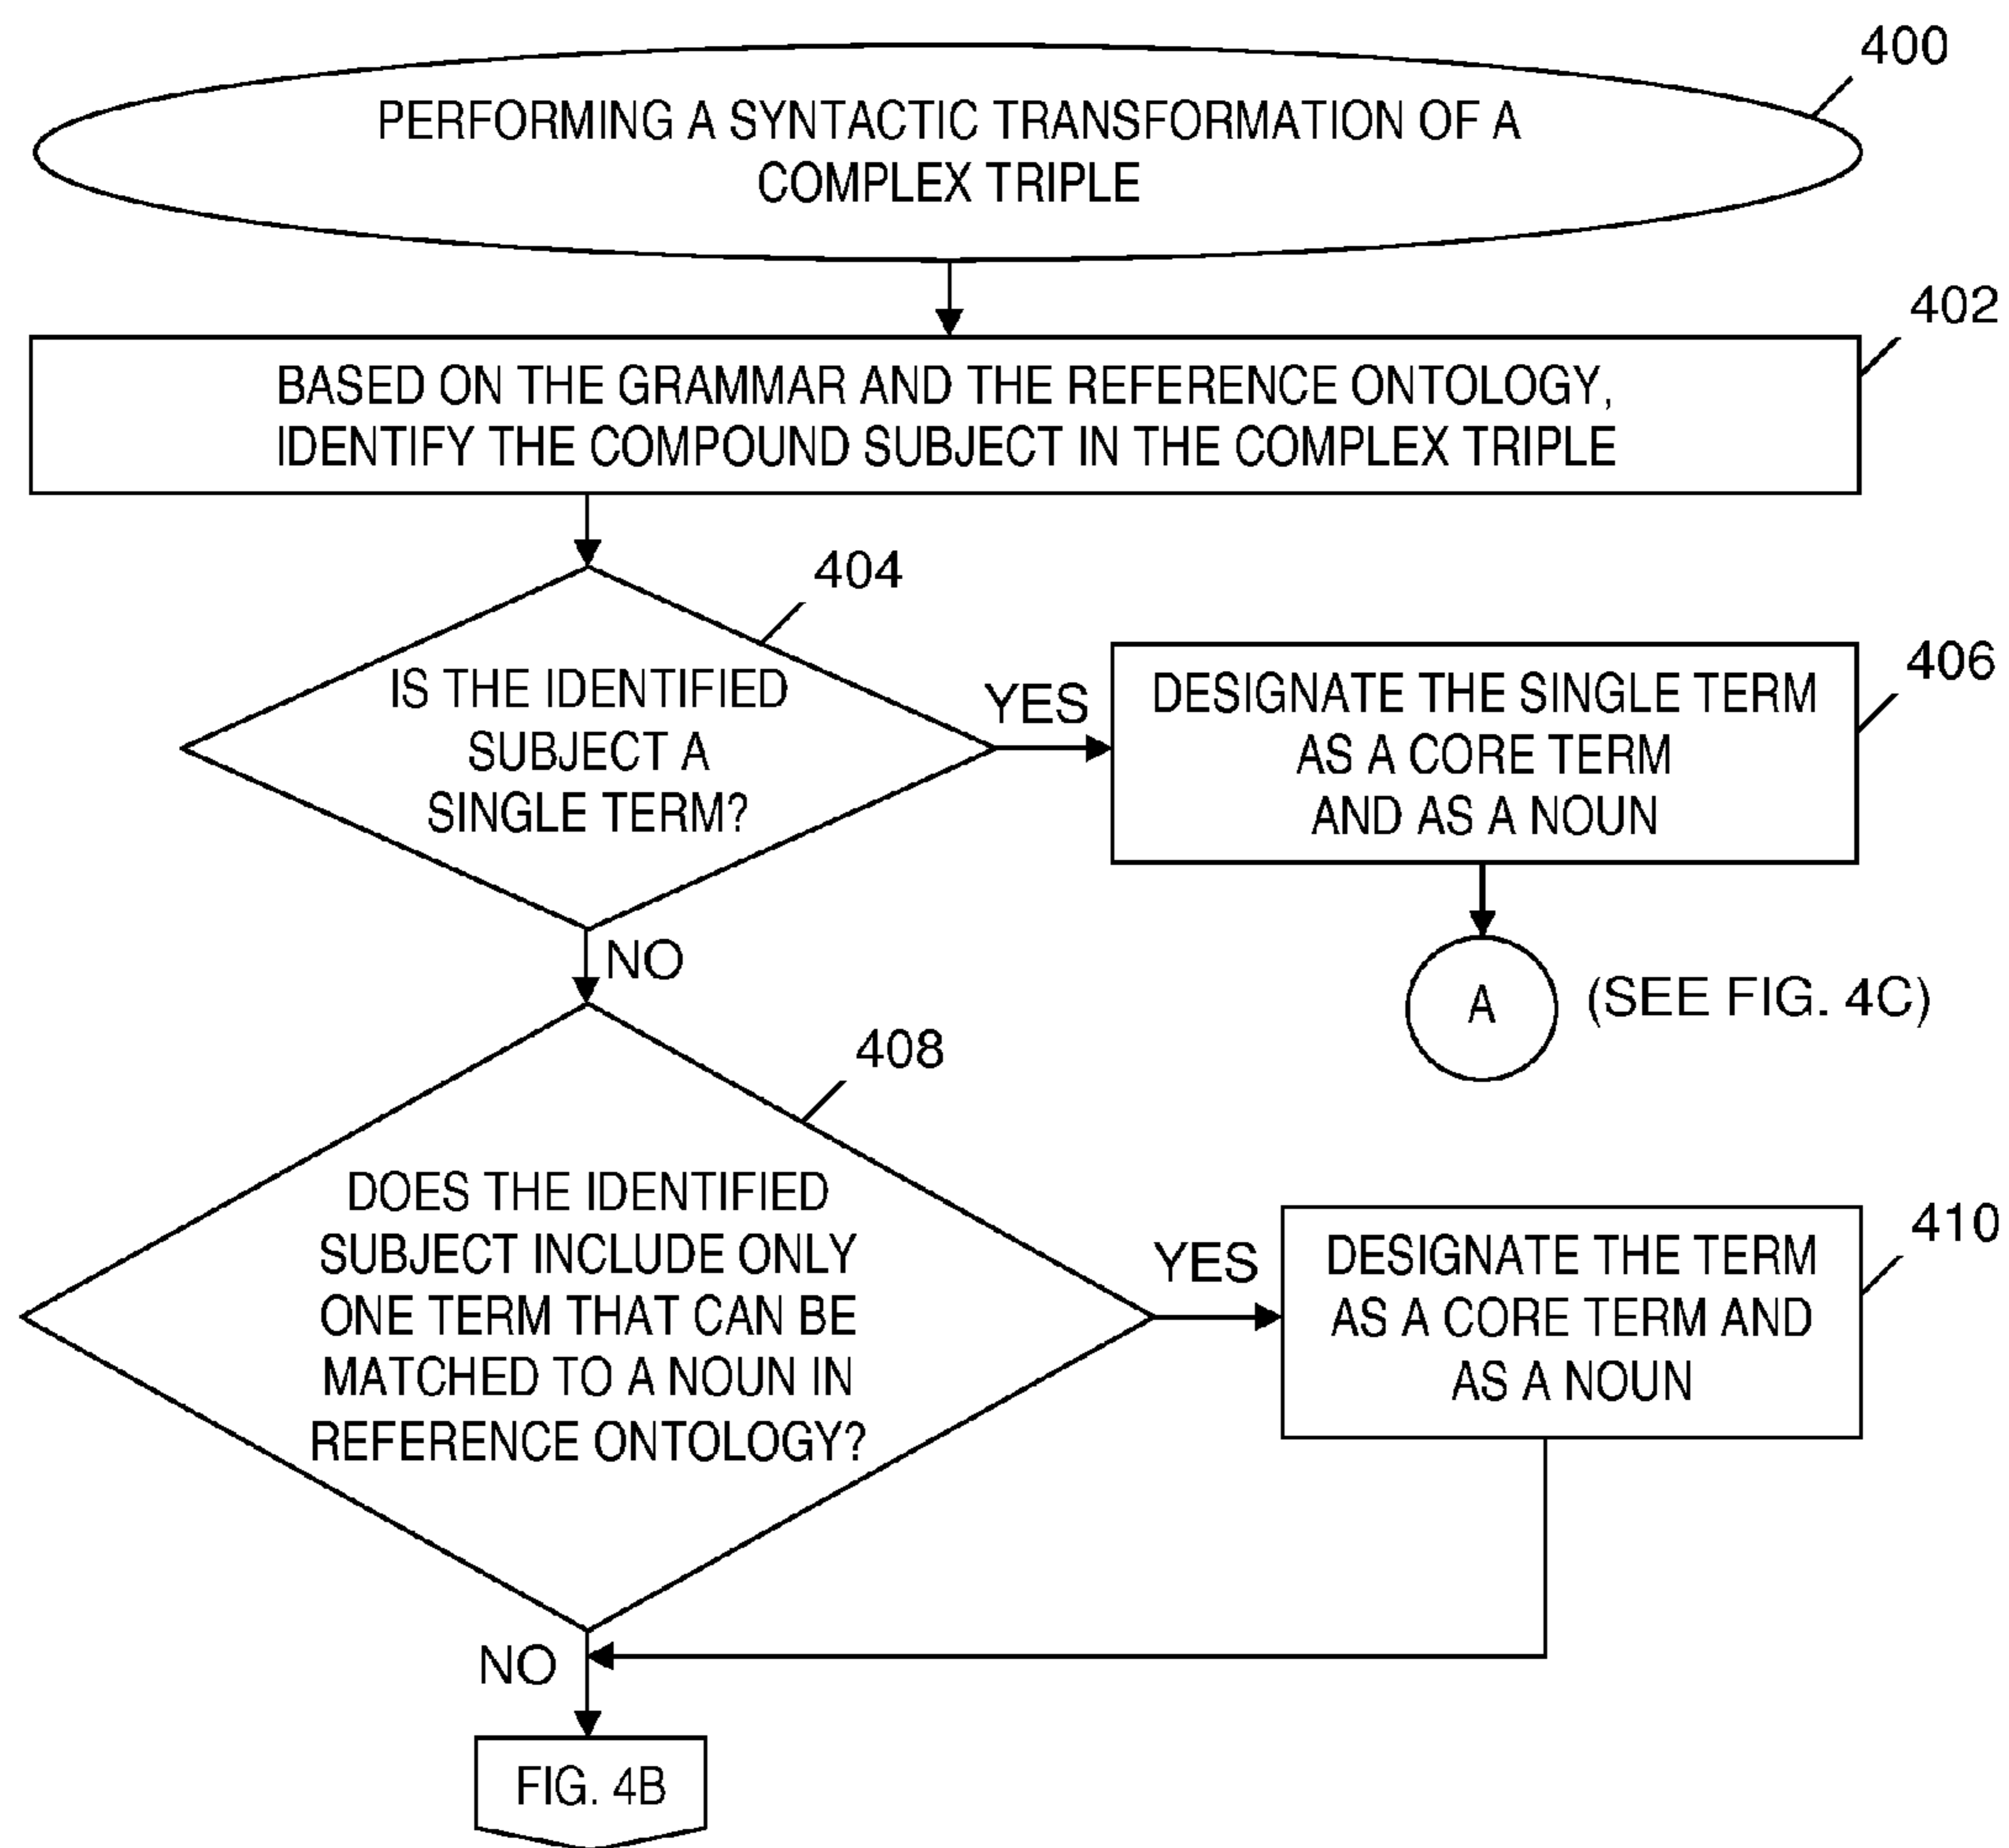 400
PERFORMING A SYNTACTIC TRANSFORMATION OF A
COMPLEX TRIPLE
402
BASED ON THE GRAMMAR AND THE REFERENCE ONTOLOGY,
IDENTIFY THE COMPOUND SUBJECT IN THE COMPLEX TRIPLE
404
IS THE IDENTIFIED
SUBJECT A
SINGLE TERM?
YES
406
DESIGNATE THE SINGLE TERM
AS A CORE TERM
AND AS A NOUN
NO
A
(SEE FIG. 4C)
408
DOES THE IDENTIFIED
SUBJECT INCLUDE ONLY
ONE TERM THAT CAN BE
MATCHED TO A NOUN IN
REFERENCE ONTOLOGY?
YES
410
DESIGNATE THE TERM
AS A CORE TERM AND
AS A NOUN
NO
FIG. 4B